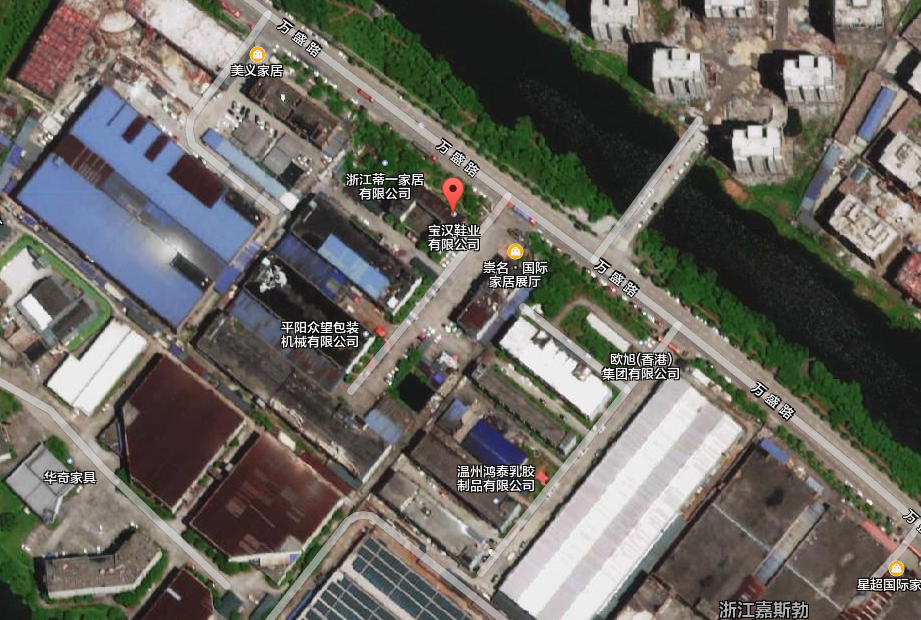 万盛路
美义家居
万盛路
浙江蒂一家居
有限公司
宝汉鞋业
有限公司
崇名·国际
家居展厅
万盛路
平阳众望包装
机械有限公司
欧旭(香港)
集团有限公司
万盛路
华奇家具
温州鸿泰乳胶
制品有限公司
万
星超国际家
浙江嘉斯勃